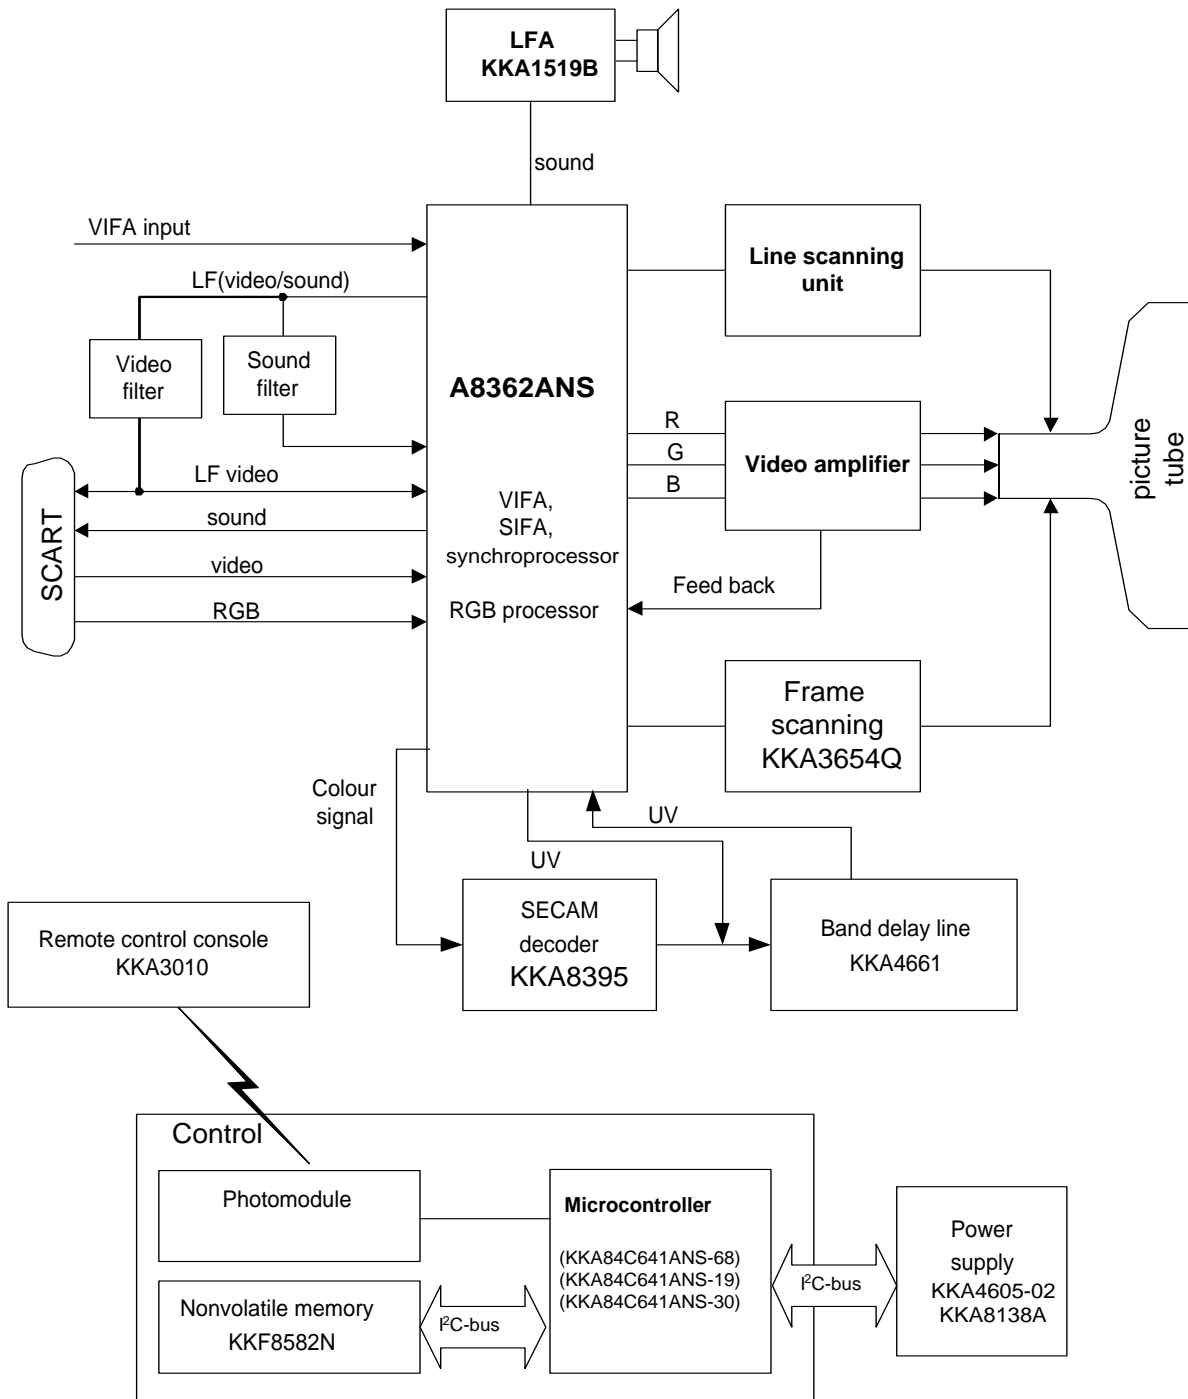 LFA
KKA1519B
sound
VIFA input
LF(video/sound)
Video
filter
Sound
filter
LF video
sound
video
RGB
SCART
A8362ANS
VIFA,
SIFA,
synchroprocessor
RGB processor
Line scanning
unit
R
G
B
Video amplifier
Feed back
picture
tube
Frame
scanning
KKA3654Q
Colour
signal
UV
UV
SECAM
decoder
KKA8395
Band delay line
KKA4661
Remote control console
KKA3010
Control
Photomodule
Microcontroller
(KKA84C641ANS-68)
(KKA84C641ANS-19)
(KKA84C641ANS-30)
Nonvolatile memory
KKF8582N
I²C-bus
I²C-bus
Power
supply
KKA4605-02
KKA8138A